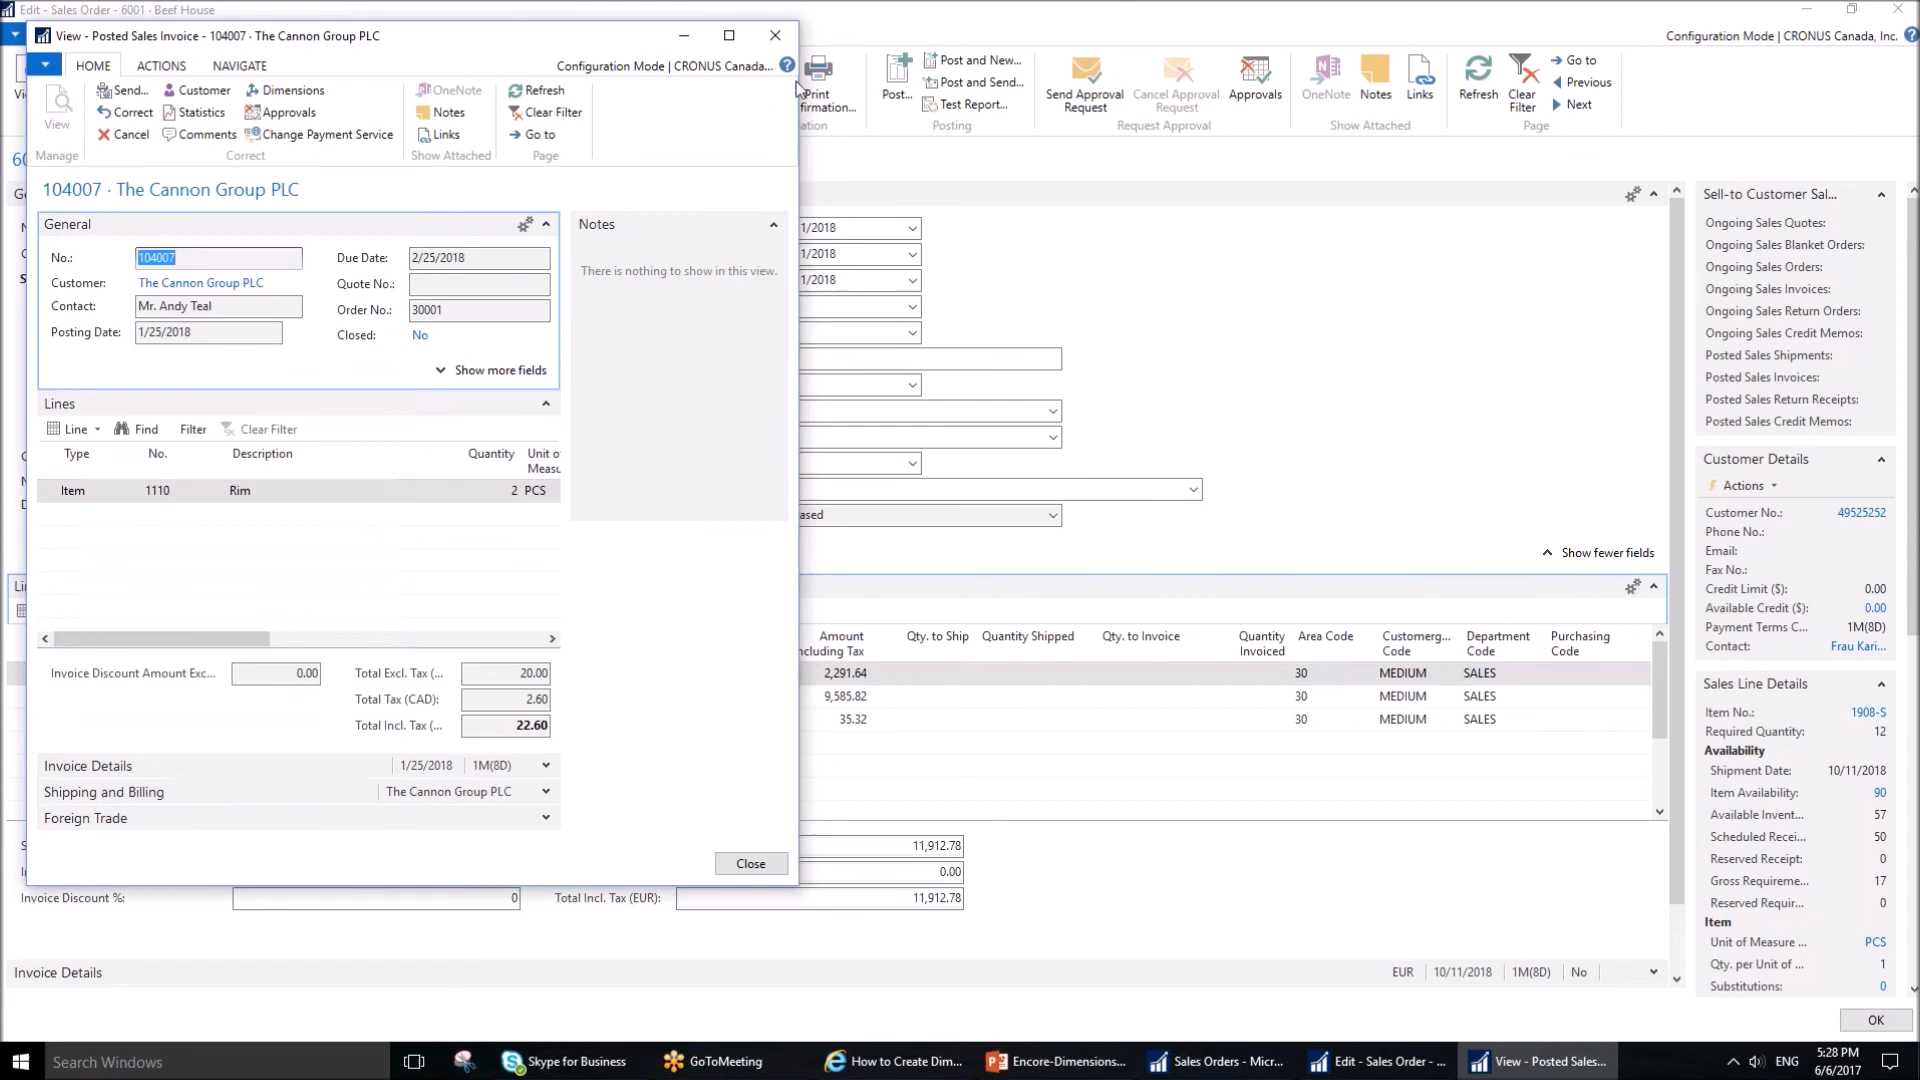 Edit - Sales Order - 6001 · Beef House
View - Posted Sales Invoice - 104007 · The Cannon Group PLC
Configuration Mode | CRONUS Canada, Inc.
HOME ACTIONS NAVIGATE
Configuration Mode | CRONUS Canada...
View
Send... Customer Dimensions
Correct Statistics Approvals
Cancel Comments Change Payment Service
OneNote
Notes
Links
Refresh
Clear Filter
Go to
Manage Correct Show Attached Page
Print
Post...
Post and New...
Post and Send...
Test Report...
Posting
Send Approval Request
Cancel Approval Request
Approvals
Request Approval
OneNote
Notes
Links
Show Attached
Refresh
Clear Filter
Go to
Previous
Next
Page
104007 · The Cannon Group PLC
General
No.: 104007
Customer: The Cannon Group PLC
Contact: Mr. Andy Teal
Posting Date: 1/25/2018
Due Date: 2/25/2018
Quote No.:
Order No.: 30001
Closed: No
Show more fields
Notes
There is nothing to show in this view.
Lines
Line Find Filter Clear Filter
Type No. Description Quantity Unit o
Measu
Item 1110 Rim 2 PCS
Invoice Discount Amount Exc... 0.00
Total Excl. Tax (... 20.00
Total Tax (CAD): 2.60
Total Incl. Tax (... 22.60
Invoice Details 1/25/2018 1M(8D)
Shipping and Billing The Cannon Group PLC
Foreign Trade
Close
1/2018
1/2018
1/2018
ased
Show fewer fields
Amount
ncluding Tax
Qty. to Ship Quantity Shipped Qty. to Invoice Quantity Invoiced Area Code Customerg... Code Department Code Purchasing Code
2,291.64 30 MEDIUM SALES
9,585.82 30 MEDIUM SALES
35.32 30 MEDIUM SALES
11,912.78
0.00
Invoice Discount %: 0
Total Incl. Tax (EUR): 11,912.78
Invoice Details EUR 10/11/2018 1M(8D) No
Sell-to Customer Sal...
Ongoing Sales Quotes:
Ongoing Sales Blanket Orders:
Ongoing Sales Orders:
Ongoing Sales Invoices:
Ongoing Sales Return Orders:
Ongoing Sales Credit Memos:
Posted Sales Shipments:
Posted Sales Invoices:
Posted Sales Return Receipts:
Posted Sales Credit Memos:
Customer Details
Actions
Customer No.: 49525252
Phone No.:
Email:
Fax No.:
Credit Limit ($): 0.00
Available Credit ($): 0.00
Payment Terms C... 1M(8D)
Contact: Frau Kari...
Sales Line Details
Item No.: 1908-S
Required Quantity: 12
Availability
Shipment Date: 10/11/2018
Item Availability: 90
Available Invent... 57
Scheduled Recei... 50
Reserved Receipt: 0
Gross Requireme... 17
Reserved Requir... 0
Item
Unit of Measure ... PCS
Qty. per Unit of ... 1
Substitutions: 0
OK
Search Windows
Skype for Business
GoToMeeting
How to Create Dim...
Encore-Dimensions...
Sales Orders - Micr...
Edit - Sales Order - ...
View - Posted Sales...
ENG
5:28 PM
6/6/2017